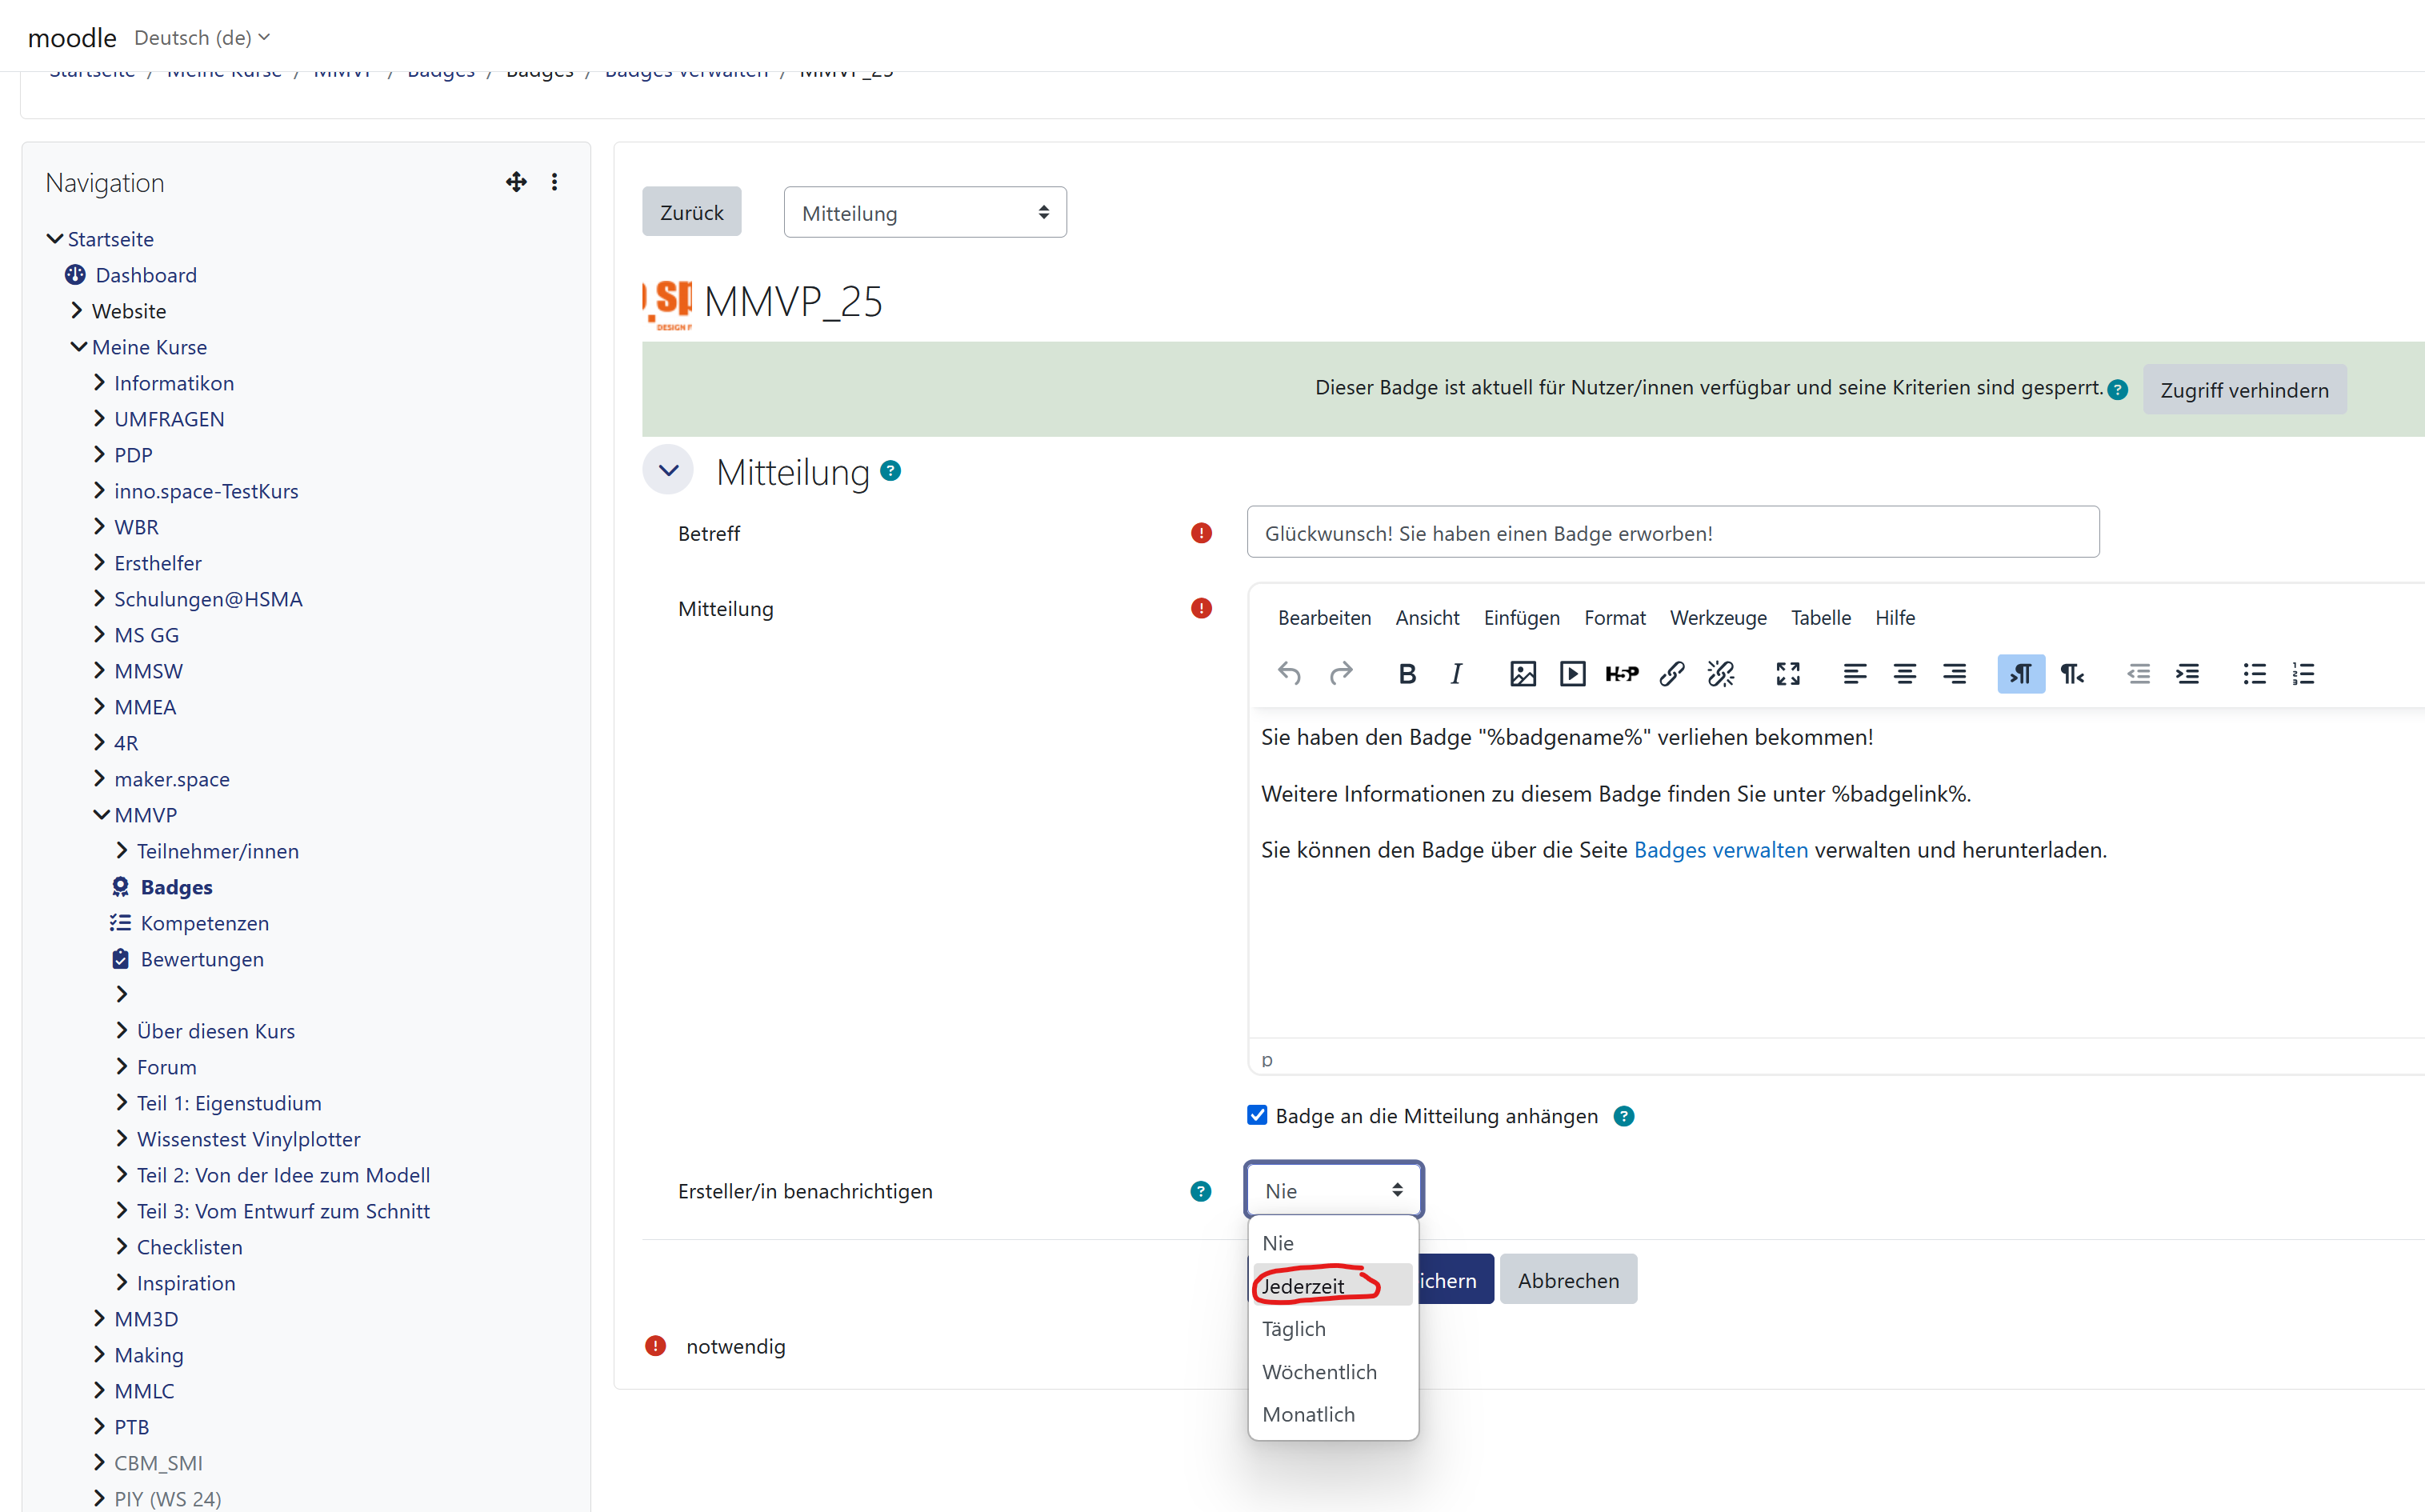 moodle Deutsch (de)
Startseite / Meine Kurse / MMVP / Badges / Badges / Badges verwalten / MMVP_25
Navigation
Startseite
Dashboard
Website
Meine Kurse
Informatikon
UMFRAGEN
PDP
inno.space-TestKurs
WBR
Ersthelfer
Schulungen@HSMA
MS GG
MMSW
MMEA
4R
maker.space
MMVP
Teilnehmer/innen
Badges
Kompetenzen
Bewertungen
Über diesen Kurs
Forum
Teil 1: Eigenstudium
Wissenstest Vinylplotter
Teil 2: Von der Idee zum Modell
Teil 3: Vom Entwurf zum Schnitt
Checklisten
Inspiration
MM3D
Making
MMLC
PTB
CBM_SMI
PIY (WS 24)
Zurück
Mitteilung
MMVP_25
DESIGN F
Dieser Badge ist aktuell für Nutzer/innen verfügbar und seine Kriterien sind gesperrt. ?
Zugriff verhindern
Mitteilung ?
Betreff !
Glückwunsch! Sie haben einen Badge erworben!
Mitteilung !
Bearbeiten Ansicht Einfügen Format Werkzeuge Tabelle Hilfe
B I H5P
Sie haben den Badge "%badgename%" verliehen bekommen!
Weitere Informationen zu diesem Badge finden Sie unter %badgelink%.
Sie können den Badge über die Seite Badges verwalten verwalten und herunterladen.
p
Badge an die Mitteilung anhängen ?
Ersteller/in benachrichtigen ?
Nie
Nie
Jederzeit
Täglich
Wöchentlich
Monatlich
ichern
Abbrechen
! notwendig